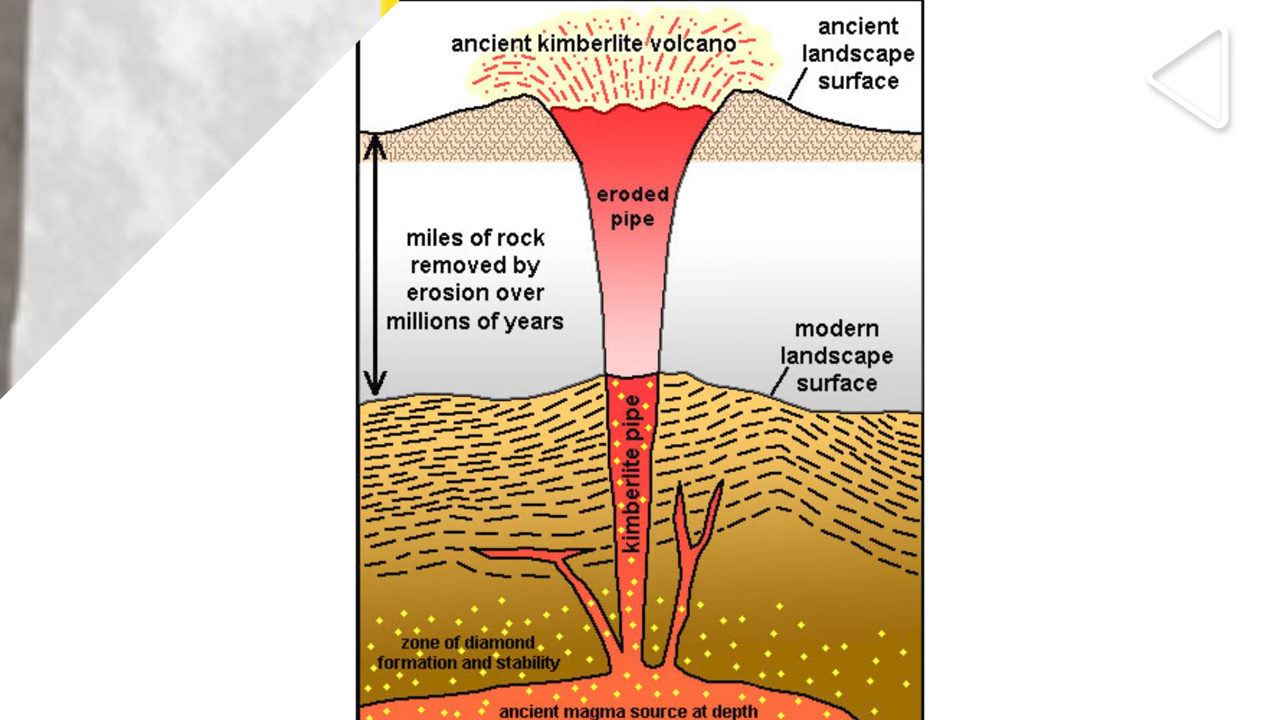 ancient kimberlite volcano
ancient
landscape
surface
eroded
pipe
miles of rock
removed by
erosion over
millions of years
modern
landscape
surface
kimberlite pipe
zone of diamond
formation and stability
ancient magma source at depth